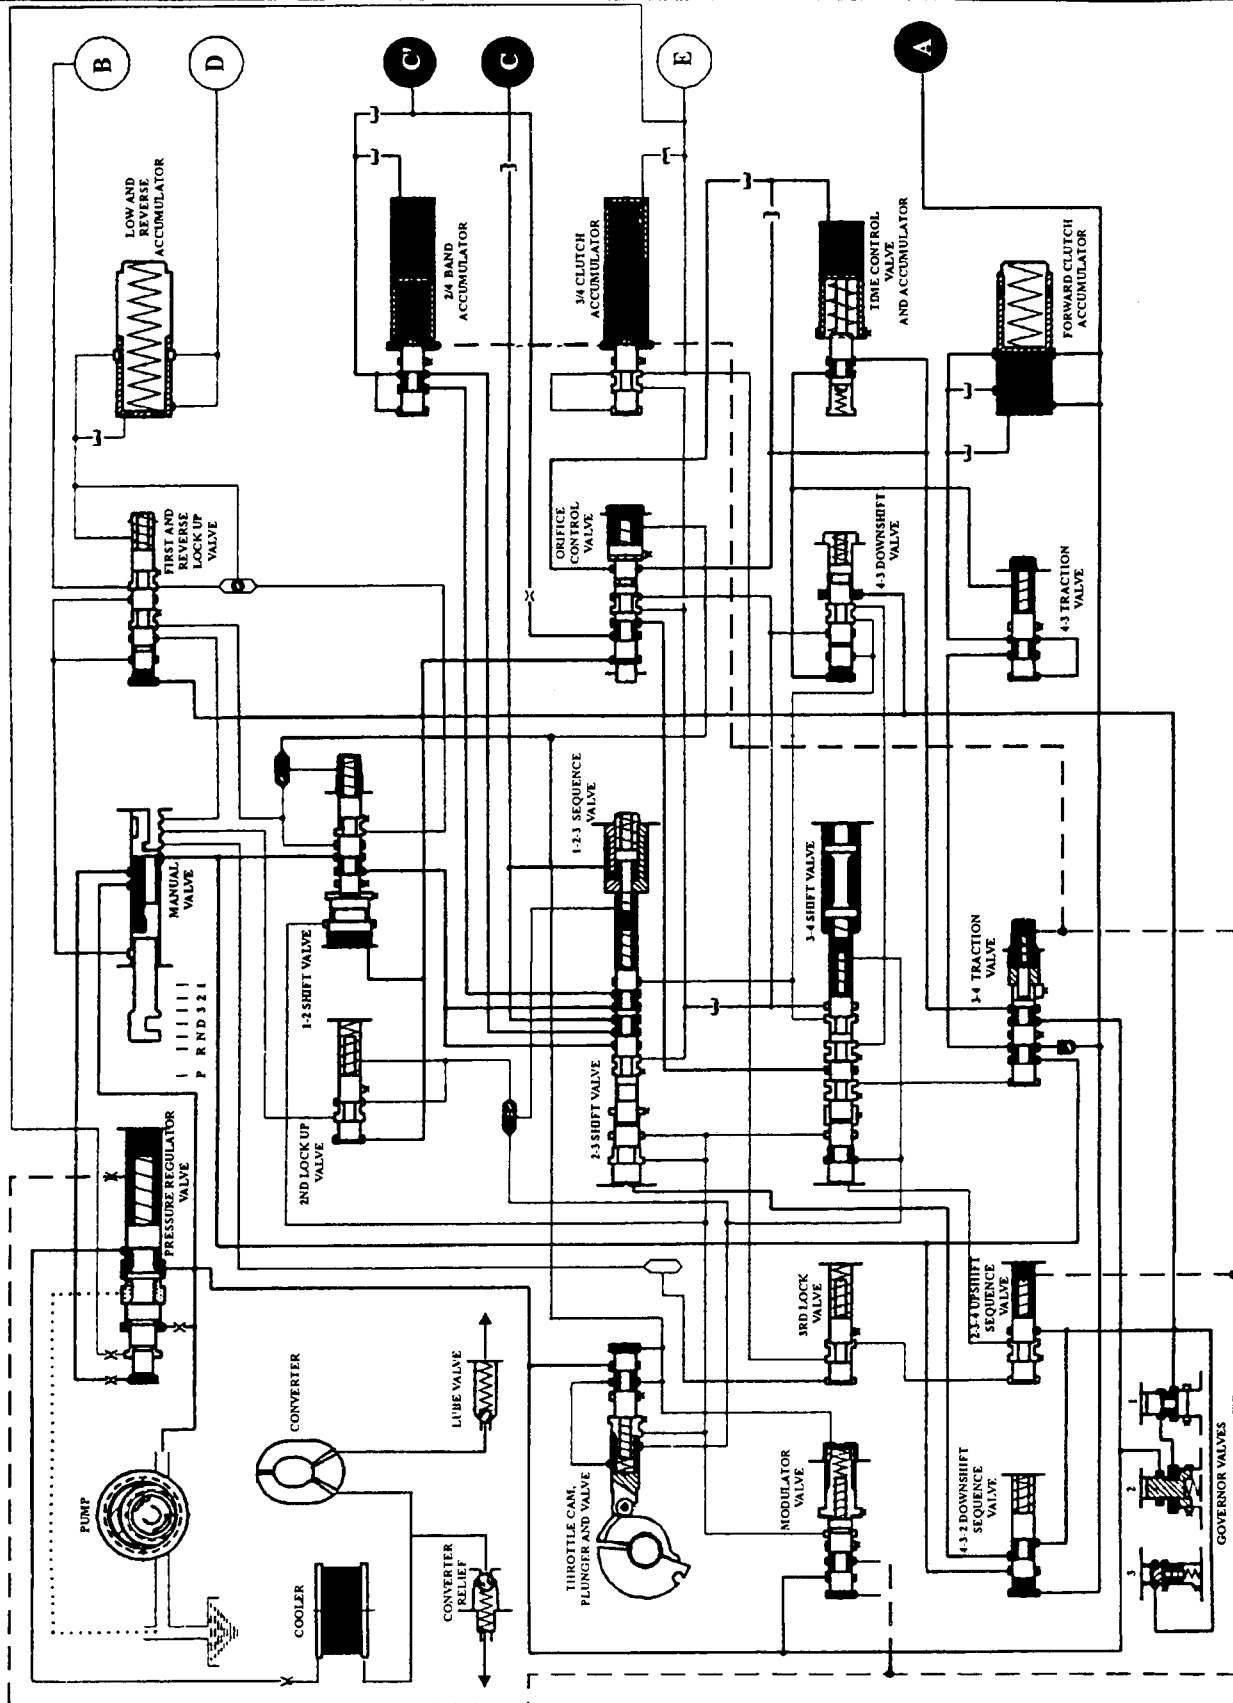 B
D
C'
C
E
A
LOW AND
REVERSE
ACCUMULATOR
2/4 BAND
ACCUMULATOR
3/4 CLUTCH
ACCUMULATOR
TIME CONTROL
VALVE
AND ACCUMULATOR
FORWARD CLUTCH
ACCUMULATOR
FIRST AND
REVERSE
LOCK UP
VALVE
ORIFICE
CONTROL
VALVE
4-3 DOWNSHIFT
VALVE
4-3 TRACTION
VALVE
MANUAL
VALVE
P R N D 3 2 1
1-2 SHIFT VALVE
1-2-3 SEQUENCE
VALVE
3-4 SHIFT VALVE
3-4 TRACTION
VALVE
PRESSURE REGULATOR
VALVE
2ND LOCK UP
VALVE
2-3 SHIFT VALVE
PUMP
CONVERTER
LUBE VALVE
3RD LOCK
VALVE
2-3-4 UPSHIFT
SEQUENCE
VALVE
COOLER
CONVERTER
RELIEF
THROTTLE CAM,
PLUNGER AND VALVE
MODULATOR
VALVE
4-3-2 DOWNSHIFT
SEQUENCE
VALVE
1
2
3
GOVERNOR VALVES